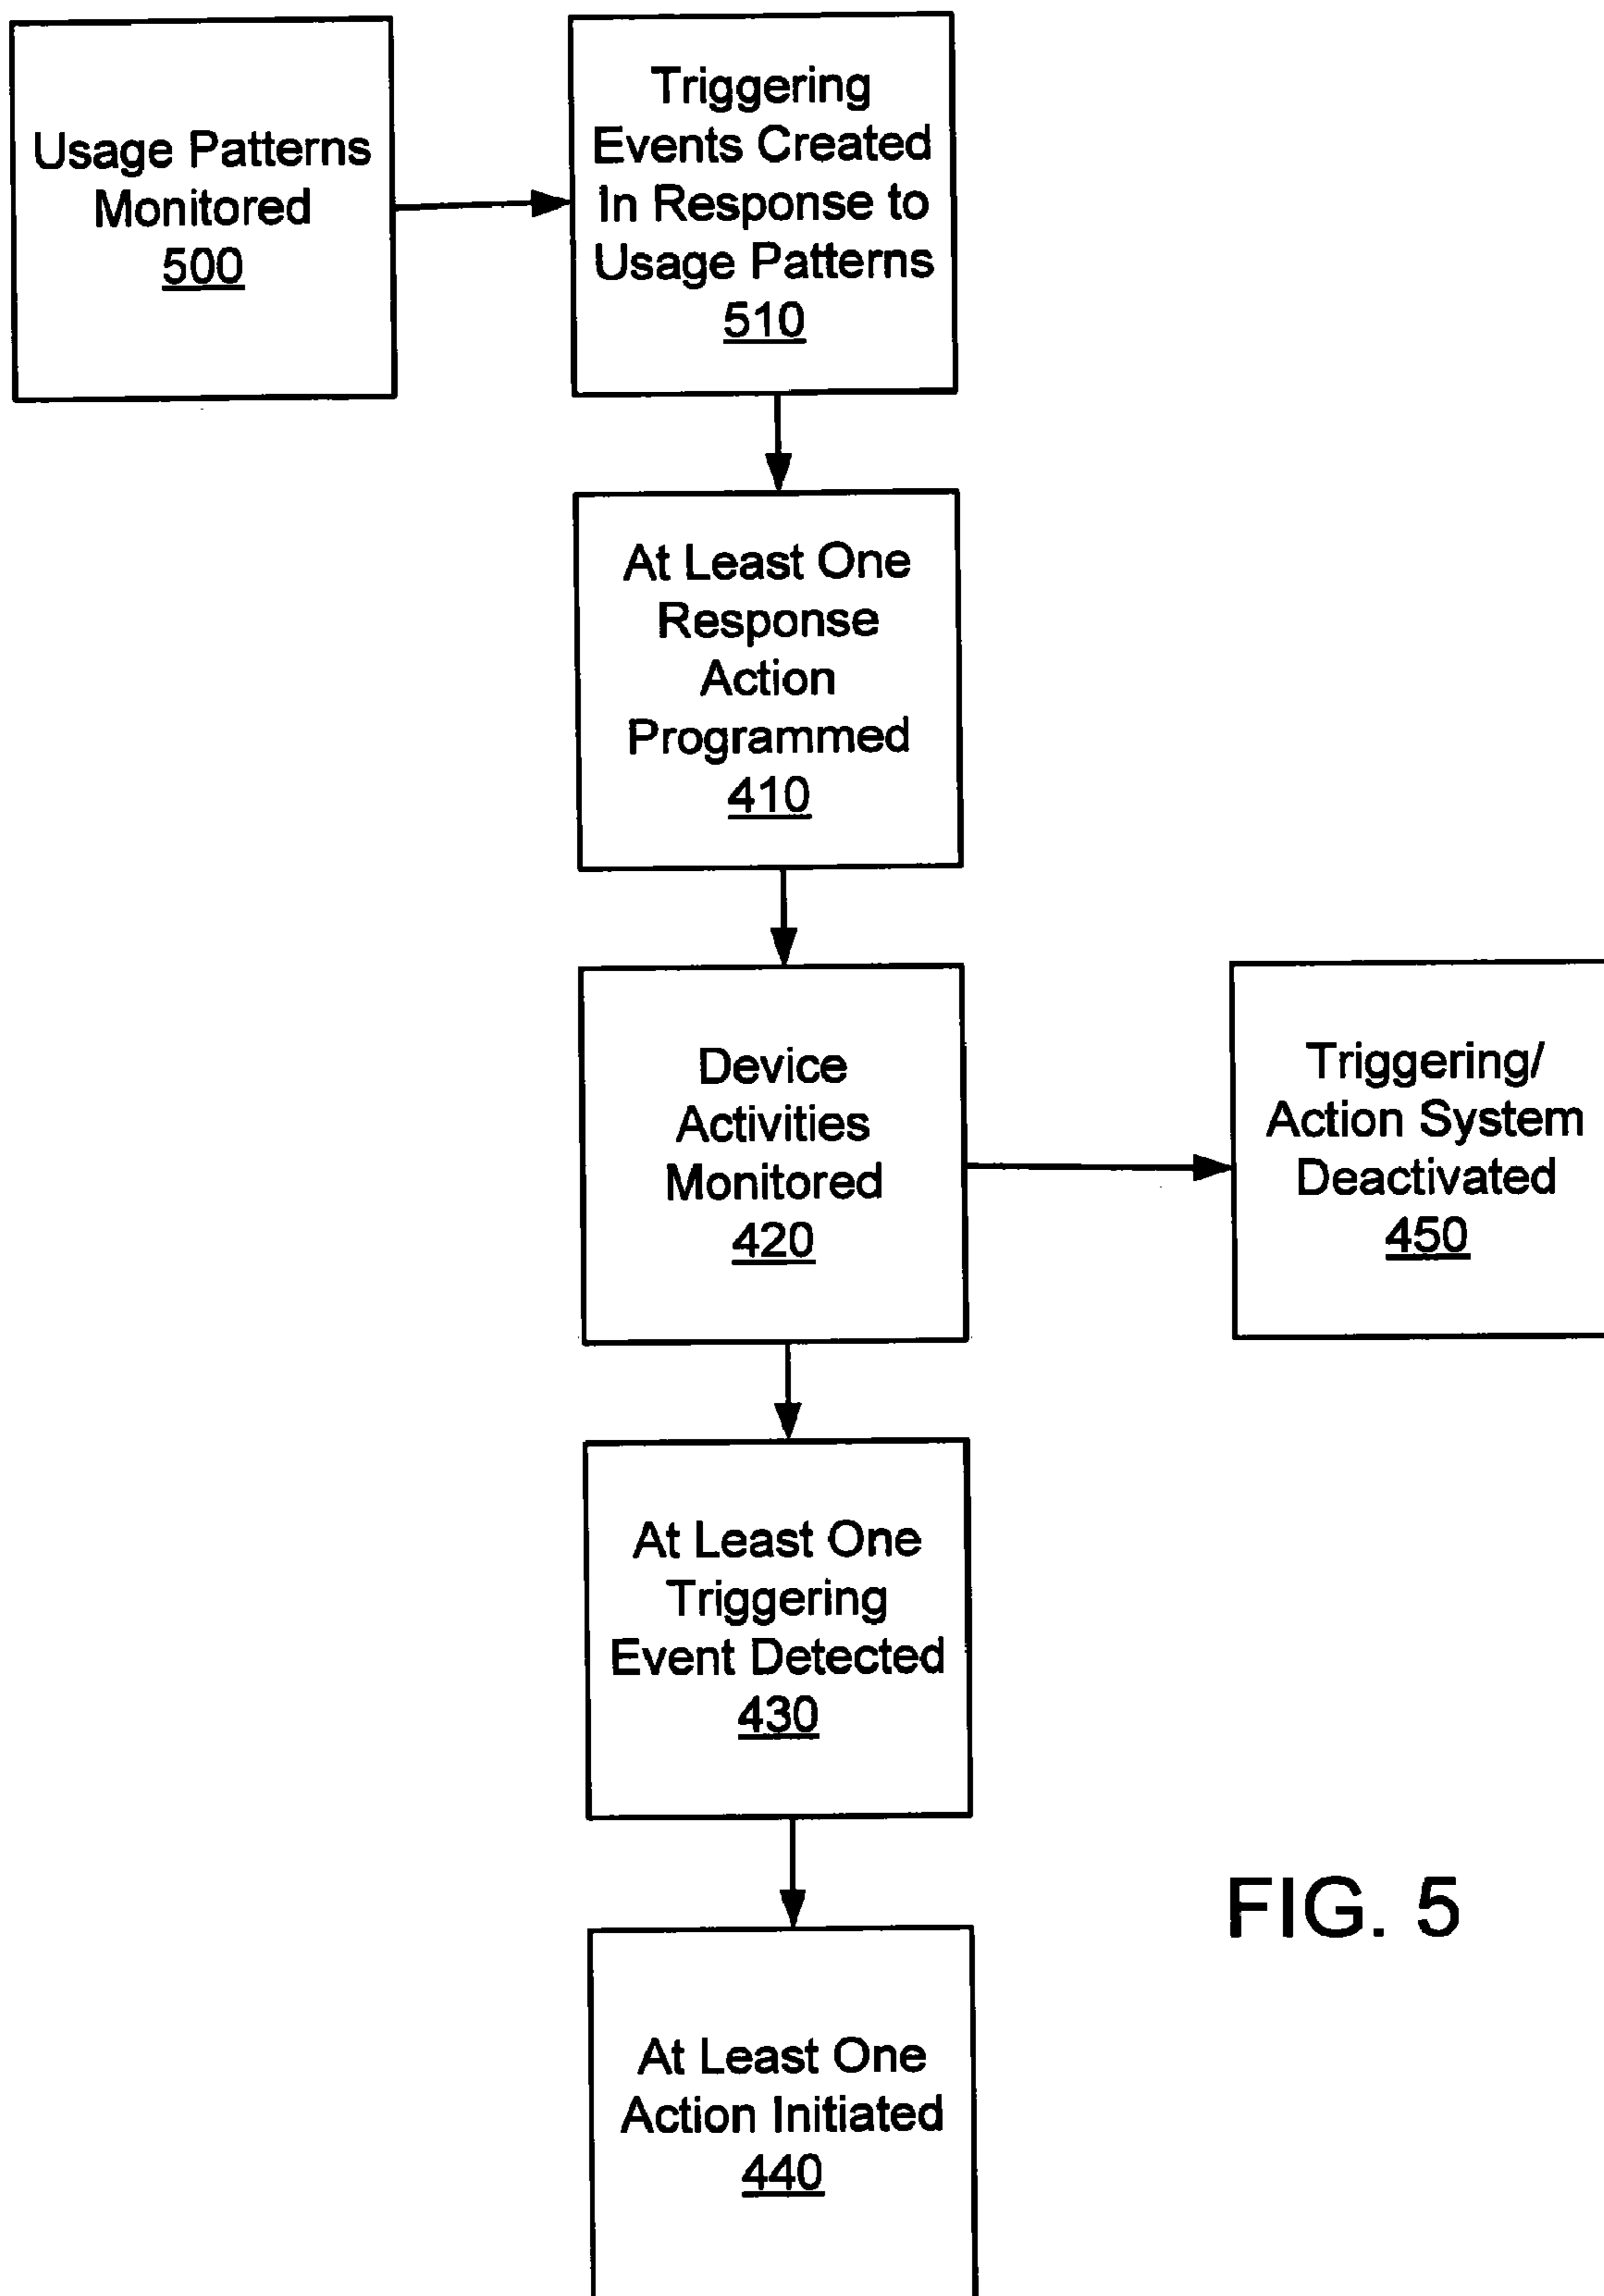 Usage Patterns
Monitored
500
Triggering
Events Created
In Response to
Usage Patterns
510
At Least One
Response
Action
Programmed
410
Device
Activities
Monitored
420
Triggering/
Action System
Deactivated
450
At Least One
Triggering
Event Detected
430
At Least One
Action Initiated
440
FIG. 5